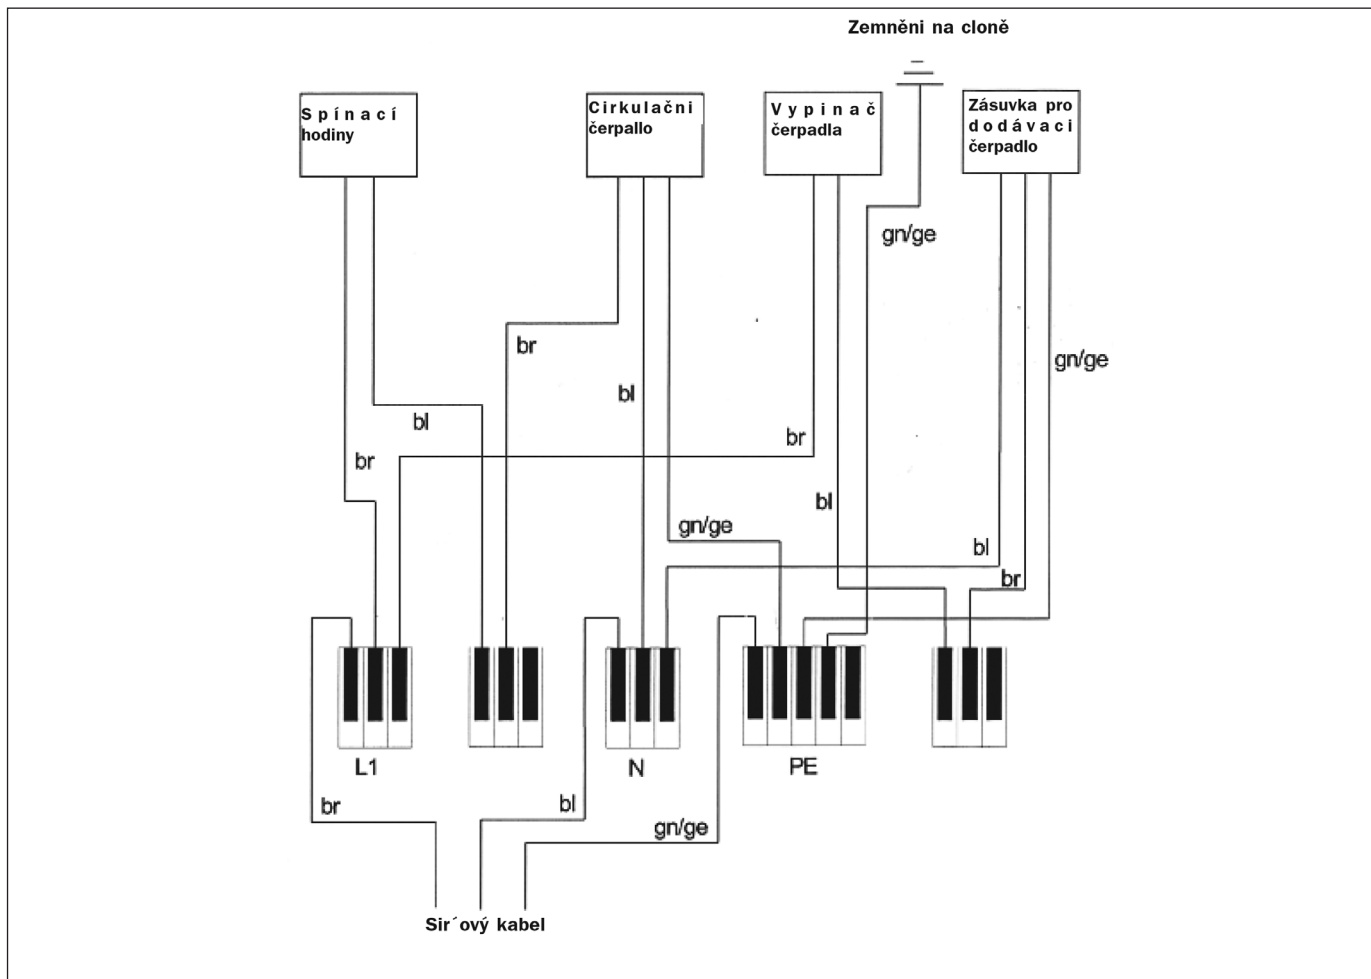 Zemněni na cloně
Spínací
hodiny
Cirkulačni
čerpallo
Vypinač
čerpadla
Zásuvka pro
dodávaci
čerpadlo
gn/ge
br
gn/ge
bl
bl
br
br
bl
gn/ge
bl
br
L1
N
PE
br
bl
gn/ge
Sir´ový kabel